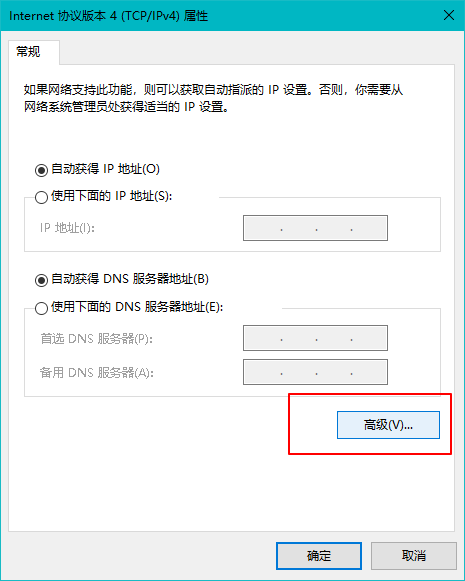 Internet 协议版本 4 (TCP/IPv4) 属性
常规
如果网络支持此功能，则可以获取自动指派的 IP 设置。否则，你需要从
网络系统管理员处获得适当的 IP 设置。
自动获得 IP 地址(O)
使用下面的 IP 地址(S):
IP 地址(I):
自动获得 DNS 服务器地址(B)
使用下面的 DNS 服务器地址(E):
首选 DNS 服务器(P):
备用 DNS 服务器(A):
高级(V)...
确定
取消